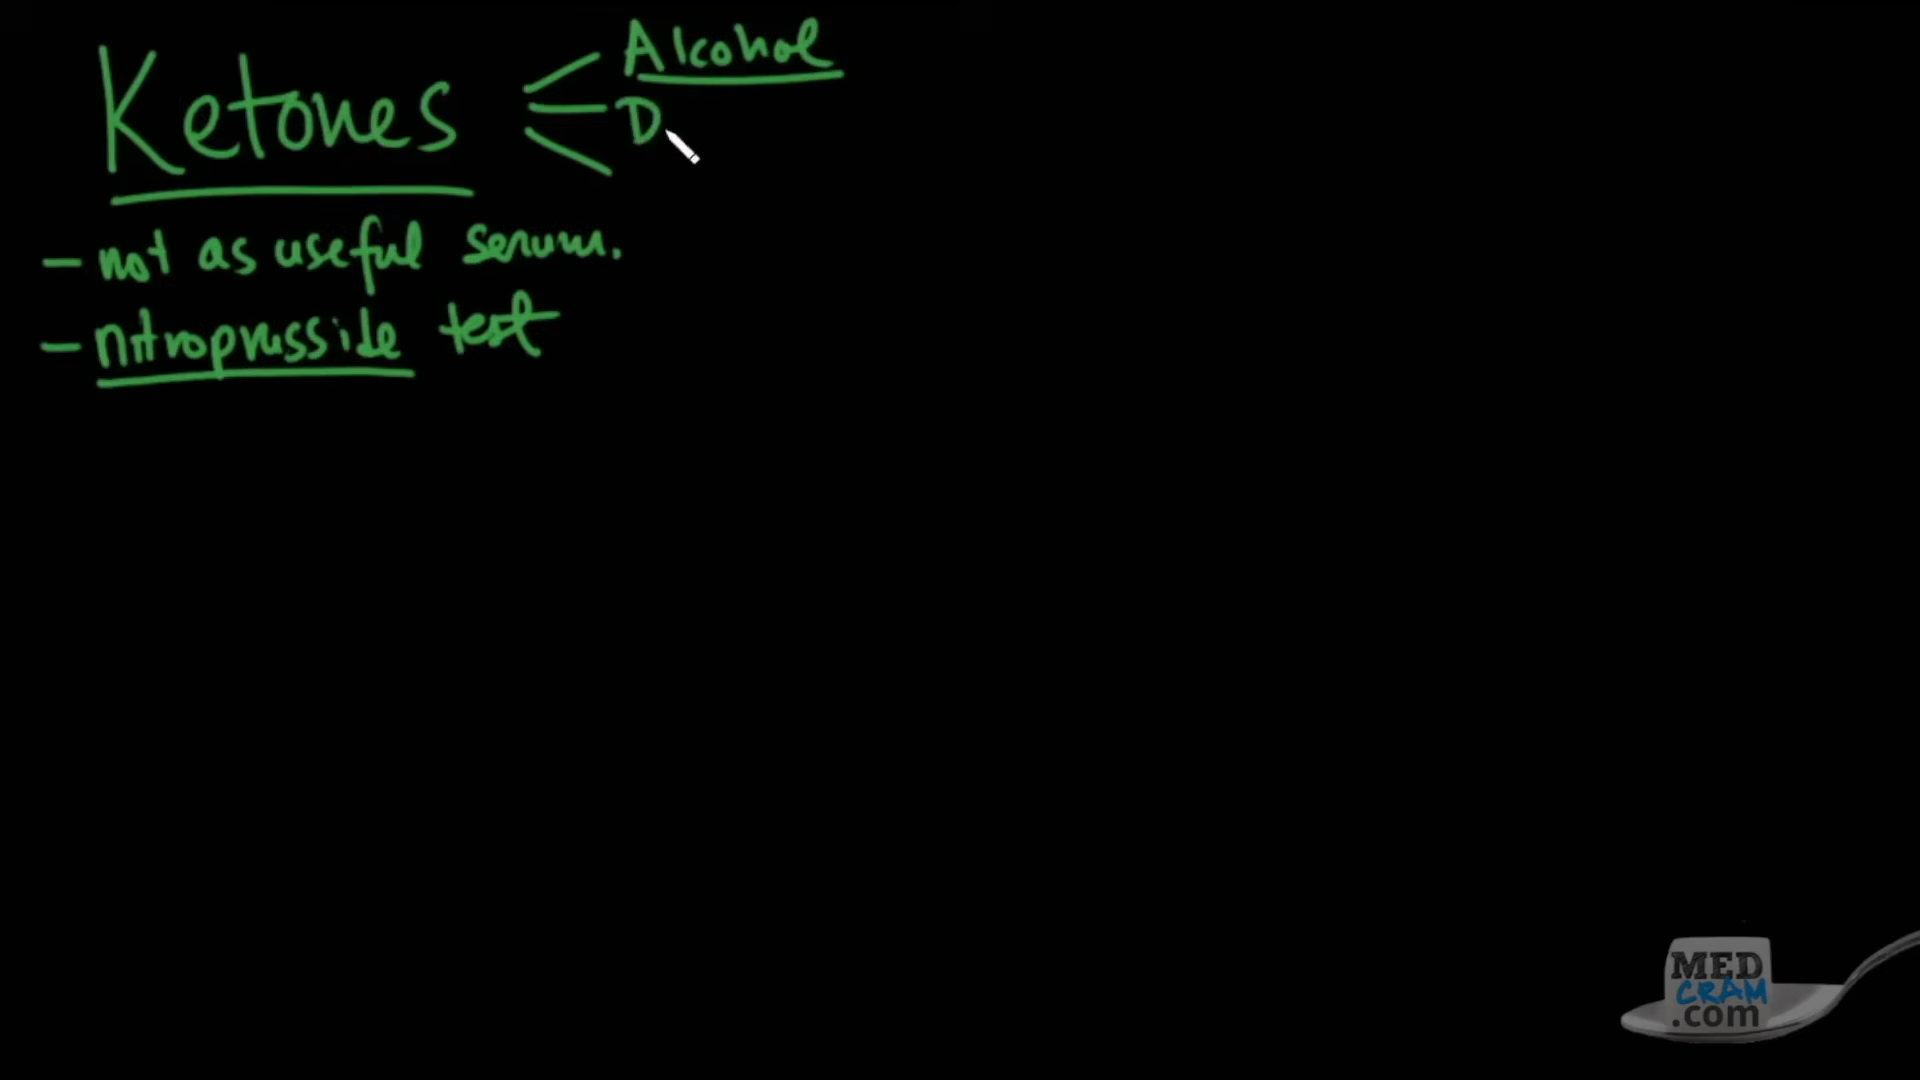 Alcohol
Ketones
D
- not as useful serum.
- nitroprusside test
MED
CRAM
.com